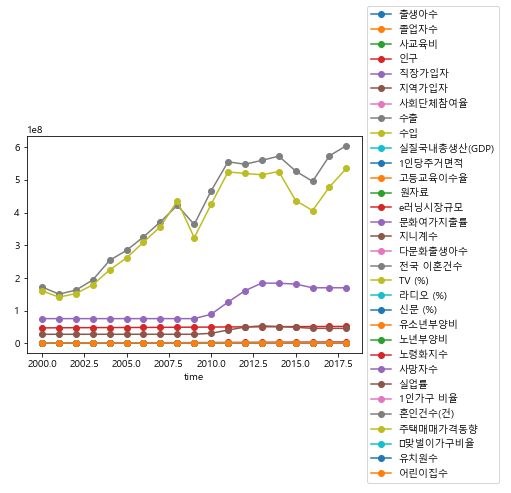 출생아수
졸업자수
사교육비
인구
직장가입자
지역가입자
사회단체참여율
수출
수입
실질국내총생산(GDP)
1인당주거면적
고등교육이수율
원자료
e러닝시장규모
문화여가지출률
지니계수
다문화출생아수
전국 이혼건수
TV (%)
라디오 (%)
신문 (%)
유소년부양비
노년부양비
노령화지수
사망자수
실업률
1인가구 비율
혼인건수(건)
주택매매가격동향
맞벌이가구비율
유치원수
어린이집수
1e8
6
5
4
3
2
1
0
2000.0 2002.5 2005.0 2007.5 2010.0 2012.5 2015.0 2017.5
time